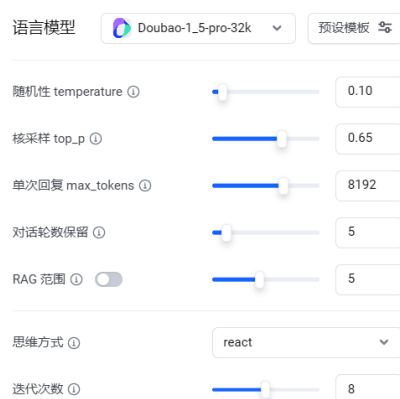 语言模型 Doubao-1_5-pro-32k 预设模板
随机性 temperature 0.10
核采样 top_p 0.65
单次回复 max_tokens 8192
对话轮数保留 5
RAG 范围 5
思维方式 react
迭代次数 8